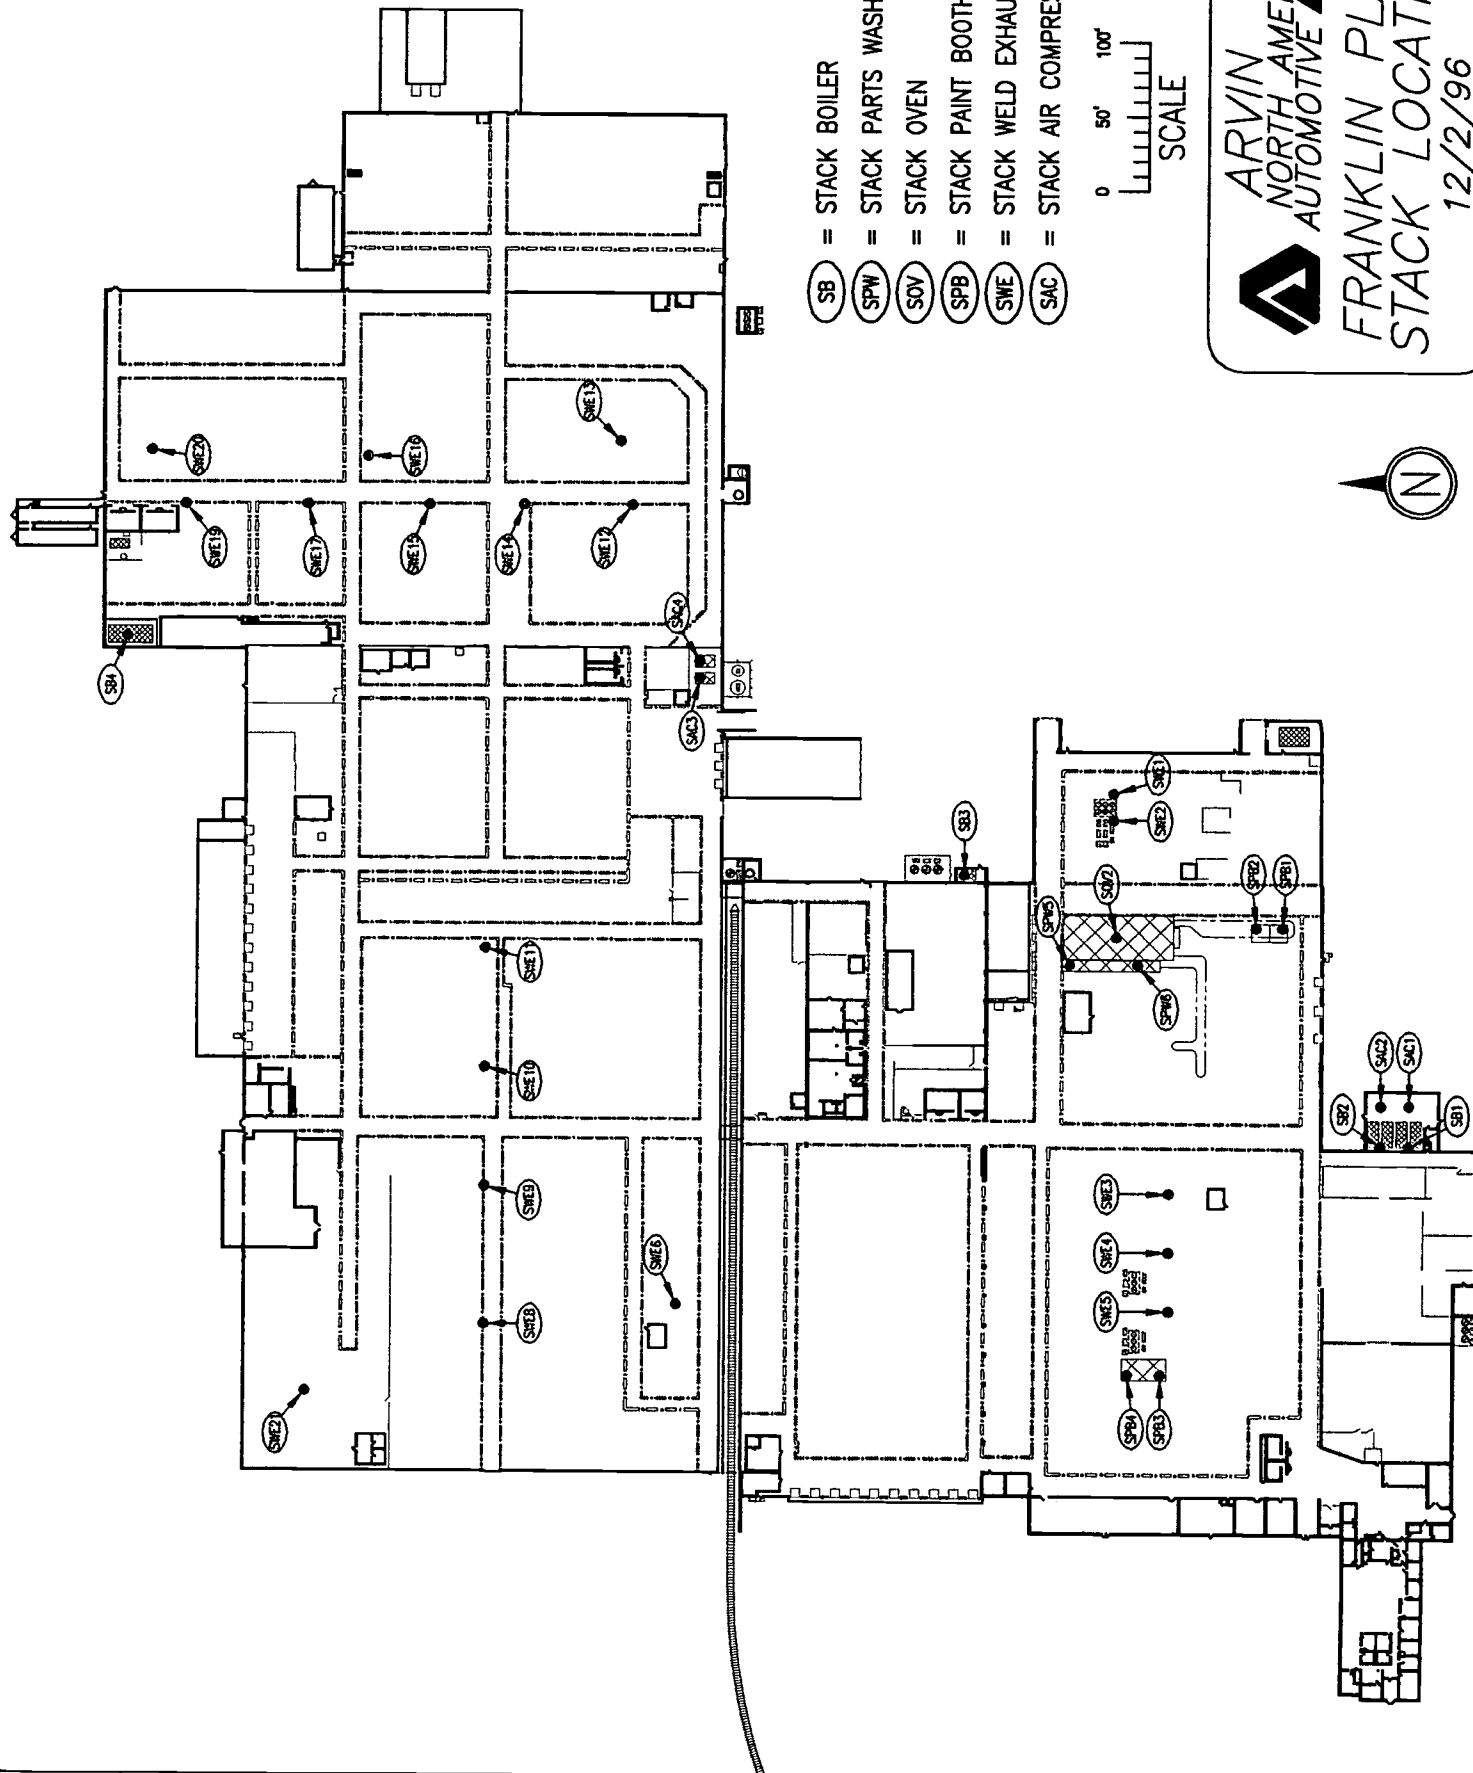 SB = STACK BOILER
SPW = STACK PARTS WASH
SOV = STACK OVEN
SPB = STACK PAINT BOOTH
SWE = STACK WELD EXHAU
SAC = STACK AIR COMPRES
0 50' 100'
SCALE
ARVIN
NORTH AMER
AUTOMOTIVE
FRANKLIN PLA
STACK LOCATI
12/2/96
N
SB4
SWE19
SWE20
SWE17
SWE16
SWE15
SWE14
SWE13
SWE12
SAC4
SAC3
SWE11
SWE10
SWE9
SWE8
SWE6
SWE21
SB3
SWE1
SWE2
SOV2
SPW5
SPW6
SPB2
SPB1
SAC2
SAC1
SB2
SB1
SWE3
SWE4
SWE5
SPB4
SPB3